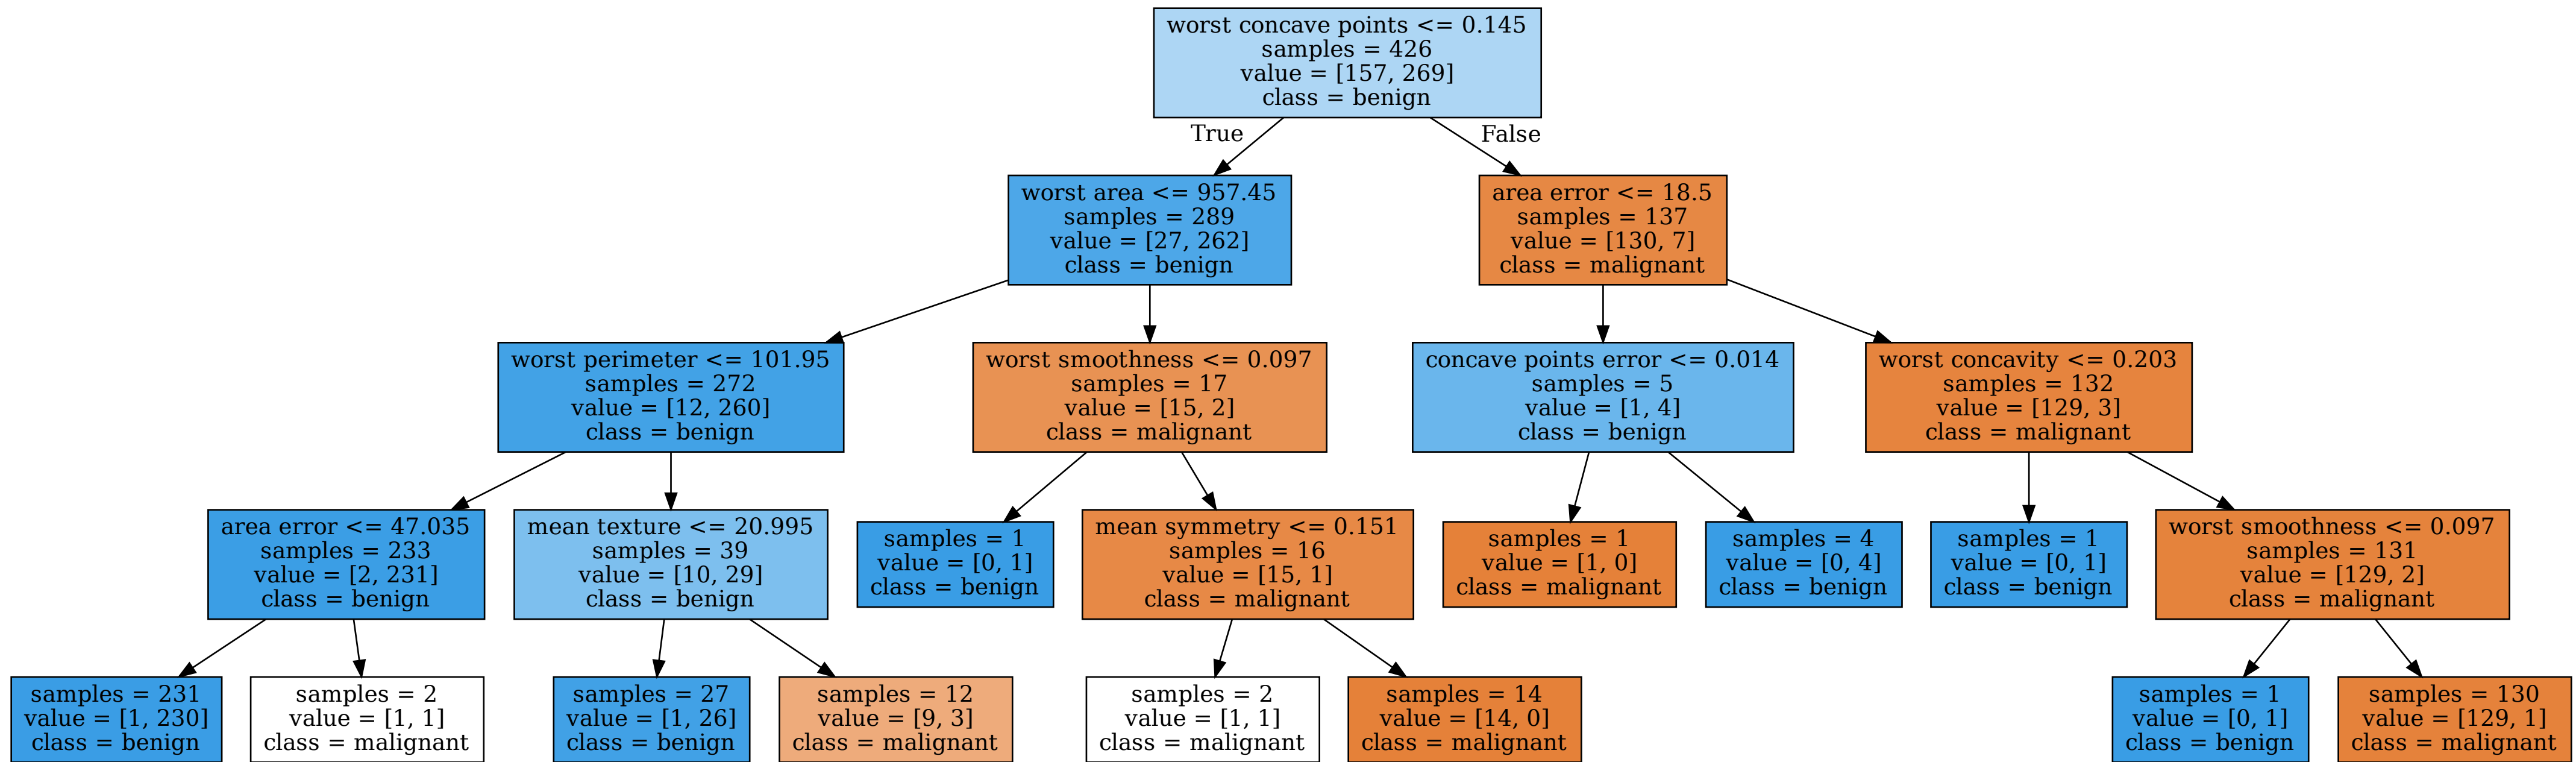 worst concave points <= 0.145
samples = 426
value = [157, 269]
class = benign
True
False
worst area <= 957.45
samples = 289
value = [27, 262]
class = benign
area error <= 18.5
samples = 137
value = [130, 7]
class = malignant
worst perimeter <= 101.95
samples = 272
value = [12, 260]
class = benign
worst smoothness <= 0.097
samples = 17
value = [15, 2]
class = malignant
concave points error <= 0.014
samples = 5
value = [1, 4]
class = benign
worst concavity <= 0.203
samples = 132
value = [129, 3]
class = malignant
area error <= 47.035
samples = 233
value = [2, 231]
class = benign
mean texture <= 20.995
samples = 39
value = [10, 29]
class = benign
samples = 1
value = [0, 1]
class = benign
mean symmetry <= 0.151
samples = 16
value = [15, 1]
class = malignant
samples = 1
value = [1, 0]
class = malignant
samples = 4
value = [0, 4]
class = benign
samples = 1
value = [0, 1]
class = benign
worst smoothness <= 0.097
samples = 131
value = [129, 2]
class = malignant
samples = 231
value = [1, 230]
class = benign
samples = 2
value = [1, 1]
class = malignant
samples = 27
value = [1, 26]
class = benign
samples = 12
value = [9, 3]
class = malignant
samples = 2
value = [1, 1]
class = malignant
samples = 14
value = [14, 0]
class = malignant
samples = 1
value = [0, 1]
class = benign
samples = 130
value = [129, 1]
class = malignant